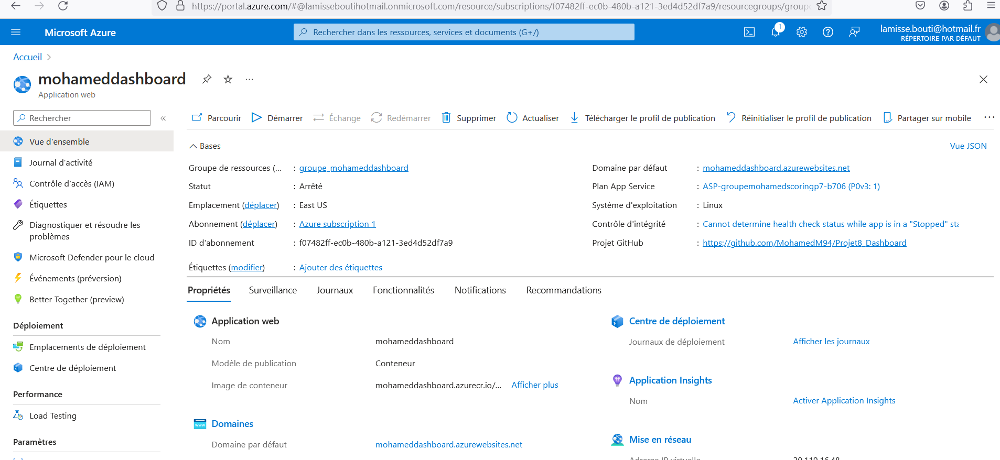 https://portal.azure.com/#@lamisseboutihotmail.onmicrosoft.com/resource/subscriptions/f07482ff-ec0b-480b-a121-3ed4d52df7a9/resourcegroups/groupe
Microsoft Azure
Rechercher dans les ressources, services et documents (G+/)
1
lamisse.bouti@hotmail.fr
RÉPERTOIRE PAR DÉFAUT
Accueil
mohameddashboard
Application web
Rechercher
Parcourir Démarrer Échange Redémarrer Supprimer Actualiser Télécharger le profil de publication Réinitialiser le profil de publication Partager sur mobile
Vue d'ensemble
Journal d'activité
Contrôle d'accès (IAM)
Étiquettes
Diagnostiquer et résoudre les
problèmes
Microsoft Defender pour le cloud
Événements (préversion)
Better Together (preview)
Déploiement
Emplacements de déploiement
Centre de déploiement
Performance
Load Testing
Paramètres
Bases
Vue JSON
Groupe de ressources (... : groupe_mohameddashboard
Statut : Arrêté
Emplacement (déplacer) : East US
Abonnement (déplacer) : Azure subscription 1
ID d'abonnement : f07482ff-ec0b-480b-a121-3ed4d52df7a9
Étiquettes (modifier) : Ajouter des étiquettes
Domaine par défaut : mohameddashboard.azurewebsites.net
Plan App Service : ASP-groupemohamedscoringp7-b706 (P0v3: 1)
Système d'exploitation : Linux
Contrôle d'intégrité : Cannot determine health check status while app is in a "Stopped" sta
Projet GitHub : https://github.com/MohamedM94/Projet8_Dashboard
Propriétés Surveillance Journaux Fonctionnalités Notifications Recommandations
Application web
Nom mohameddashboard
Modèle de publication Conteneur
Image de conteneur mohameddashboard.azurecr.io/... Afficher plus
Domaines
Domaine par défaut mohameddashboard.azurewebsites.net
Centre de déploiement
Journaux de déploiement Afficher les journaux
Application Insights
Nom Activer Application Insights
Mise en réseau
Adresse IP virtuelle 20.119.16.48